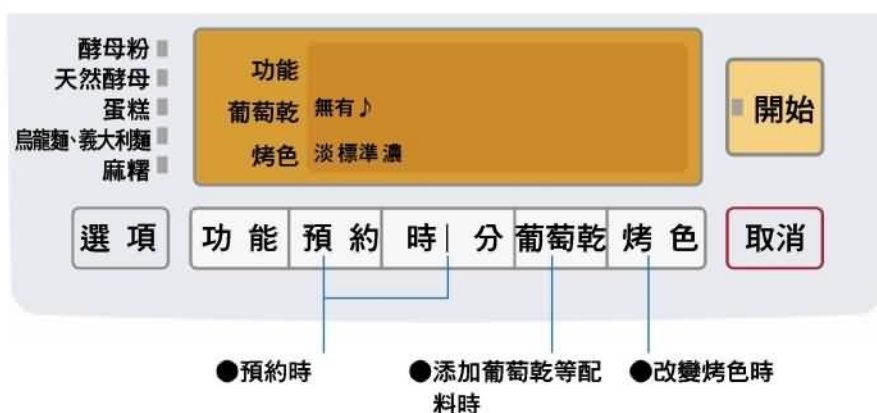 酵母粉
天然酵母
蛋糕
烏龍麵、義大利麵
麻糬
功能
葡萄乾 無有♪
烤色 淡標準濃
開始
選項 功能 預約 時 分 葡萄乾 烤色 取消
●預約時 ●添加葡萄乾等配 ●改變烤色時
料時